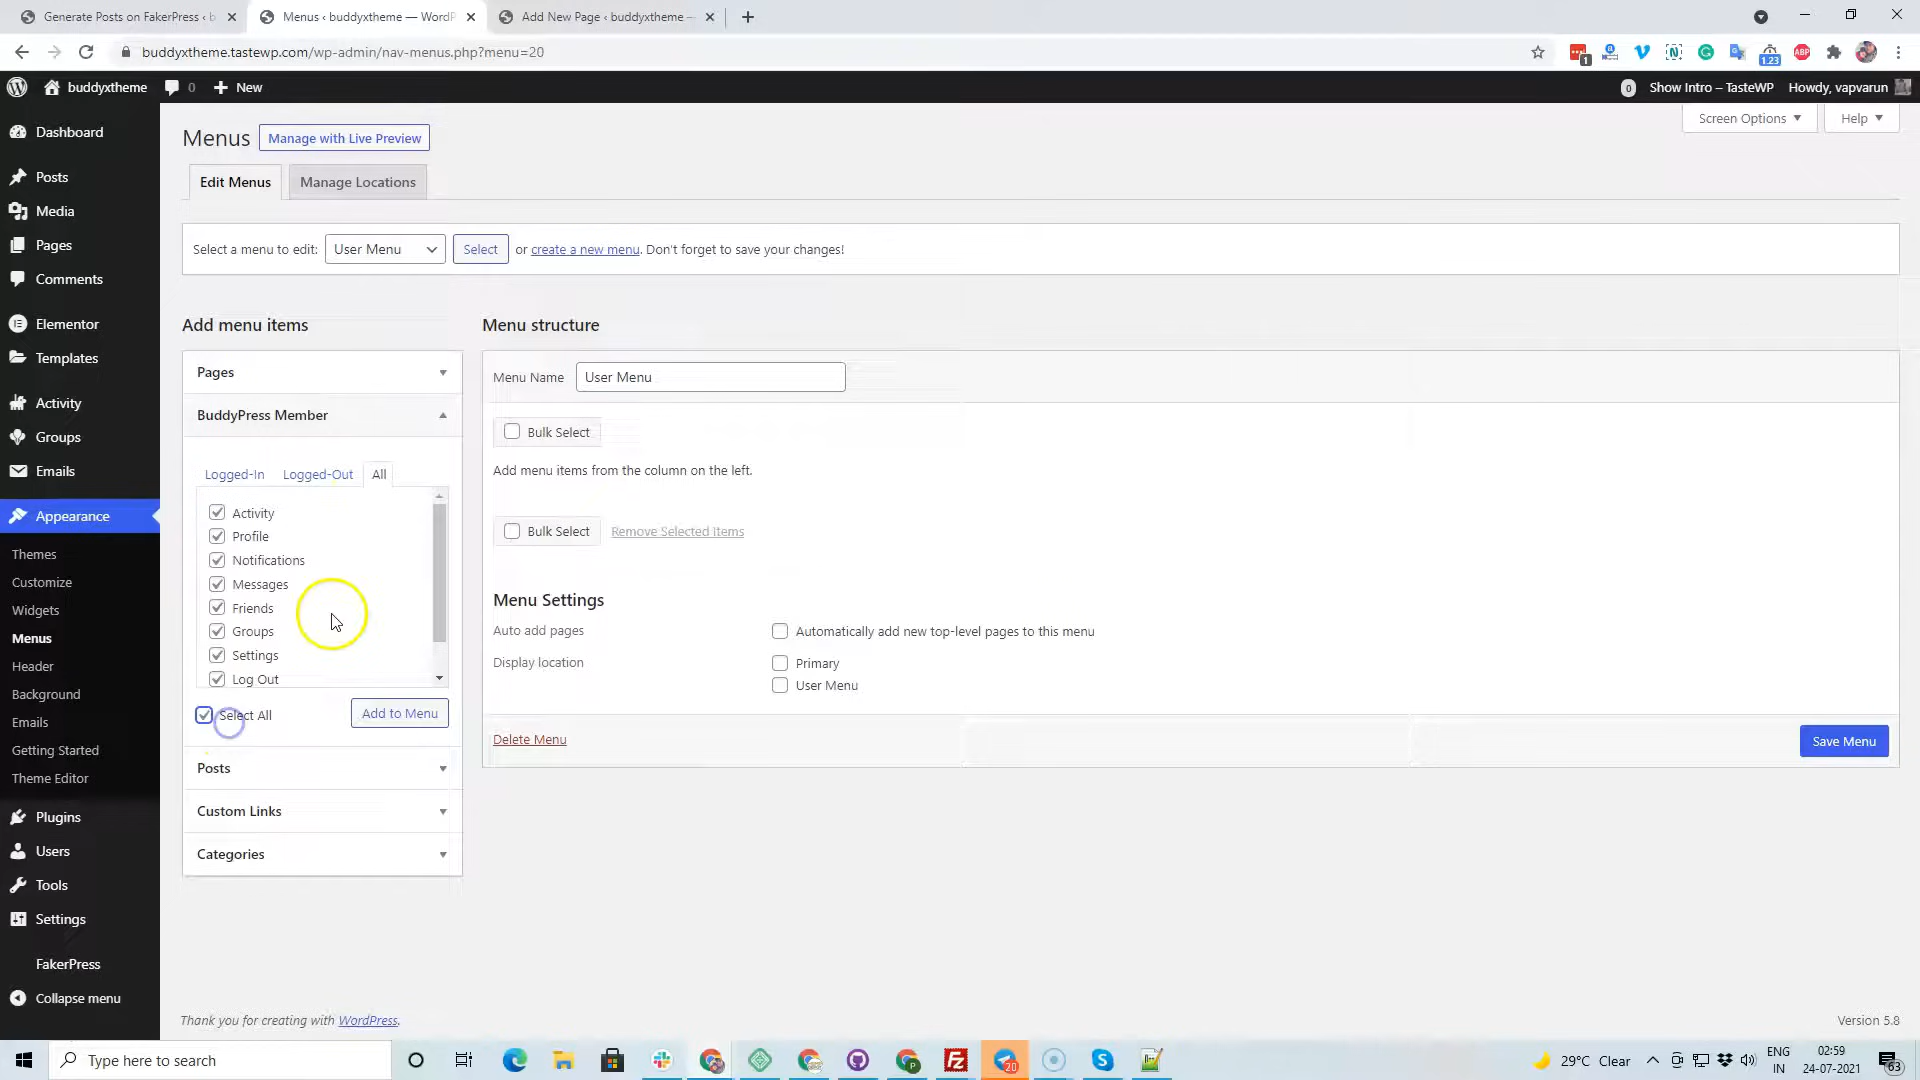 Generate Posts on FakerPress ‹ b
Menus ‹ buddyxtheme — WordP
Add New Page ‹ buddyxtheme —
buddyxtheme.tastewp.com/wp-admin/nav-menus.php?menu=20
1
1.23
ABP
buddyxtheme
0
New
0
Show Intro – TasteWP
Howdy, vapvarun
Dashboard
Posts
Media
Pages
Comments
Elementor
Templates
Activity
Groups
Emails
Appearance
Themes
Customize
Widgets
Menus
Header
Background
Emails
Getting Started
Theme Editor
Plugins
Users
Tools
Settings
FakerPress
Collapse menu
Screen Options
Help
Menus
Manage with Live Preview
Edit Menus
Manage Locations
Select a menu to edit:
User Menu
Select
or create a new menu. Don't forget to save your changes!
Add menu items
Pages
BuddyPress Member
Logged-In
Logged-Out
All
Activity
Profile
Notifications
Messages
Friends
Groups
Settings
Log Out
Select All
Add to Menu
Posts
Custom Links
Categories
Menu structure
Menu Name
User Menu
Bulk Select
Add menu items from the column on the left.
Bulk Select
Remove Selected Items
Menu Settings
Auto add pages
Automatically add new top-level pages to this menu
Display location
Primary
User Menu
Delete Menu
Save Menu
Thank you for creating with WordPress.
Version 5.8
Type here to search
20
29°C Clear
ENG
IN
02:59
24-07-2021
63